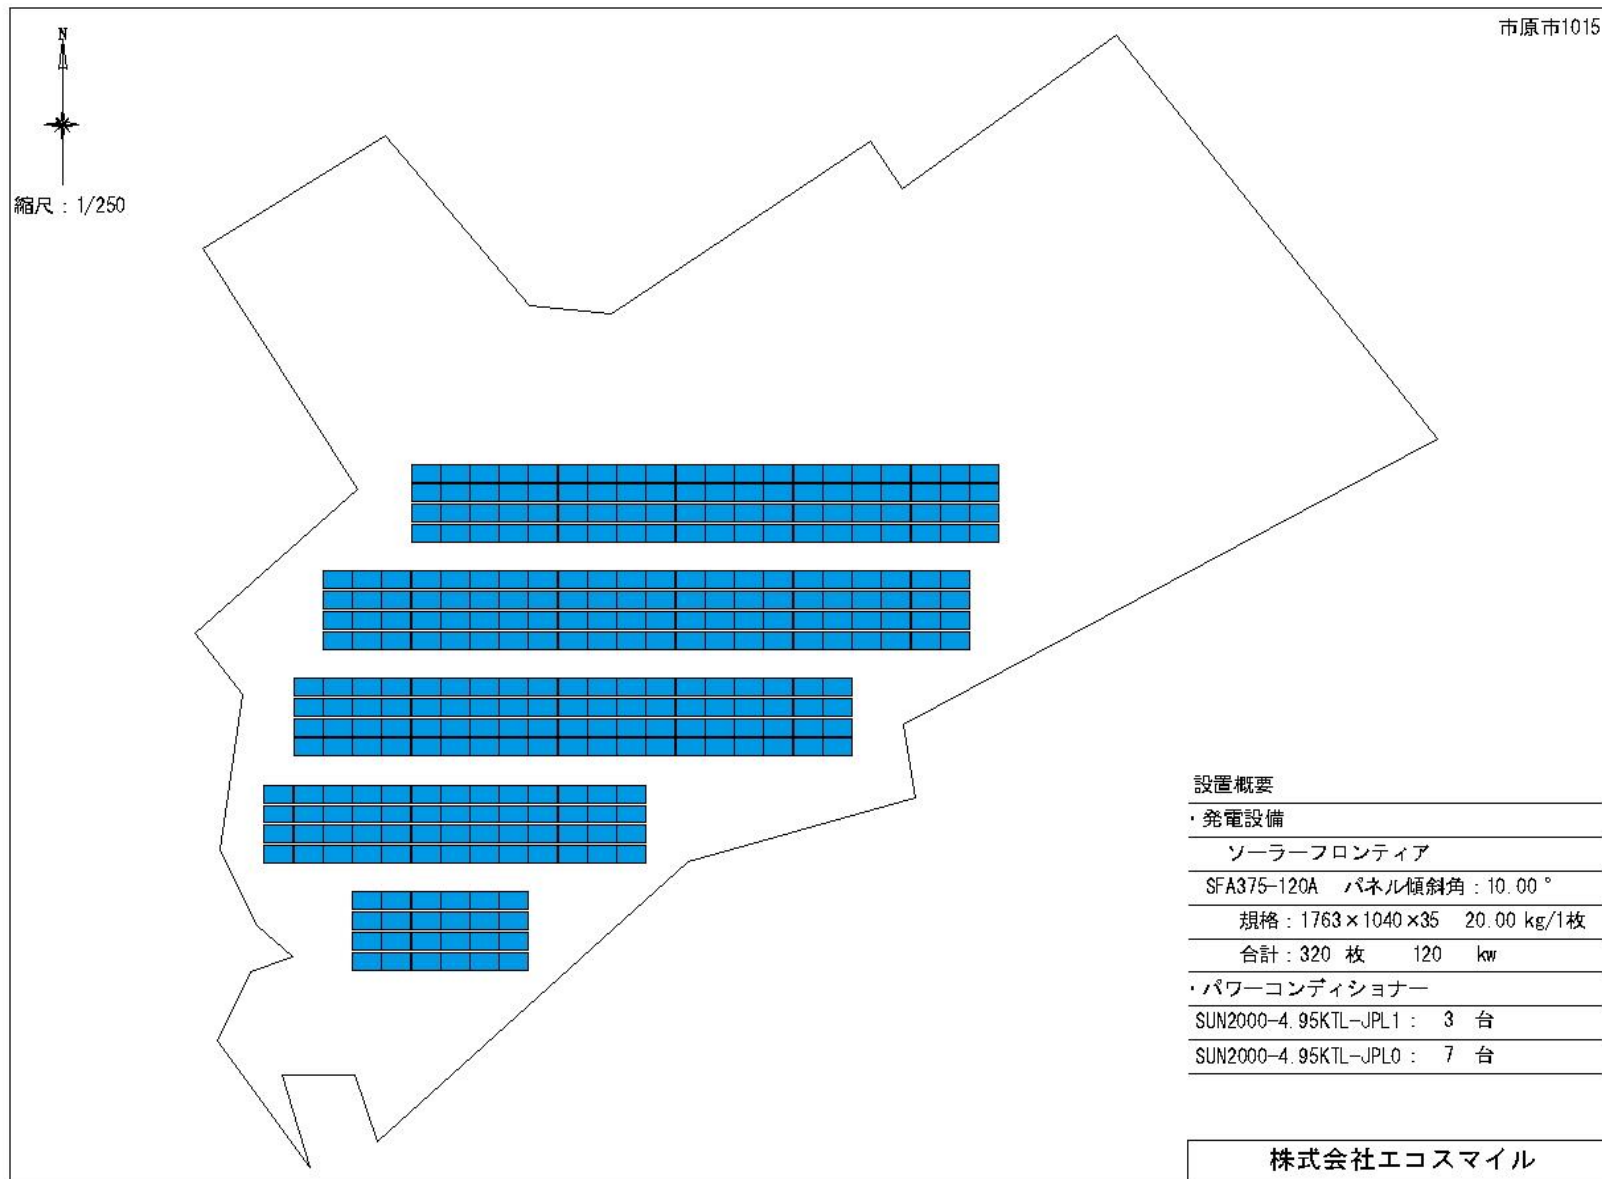 市原市1015
N
縮尺：1/250
設置概要
・発電設備
ソーラーフロンティア
SFA375-120A パネル傾斜角：10.00°
規格：1763×1040×35 20.00 kg/1枚
合計：320 枚 120 kw
・パワーコンディショナー
SUN2000-4.95KTL-JPL1： 3 台
SUN2000-4.95KTL-JPL0： 7 台
株式会社エコスマイル